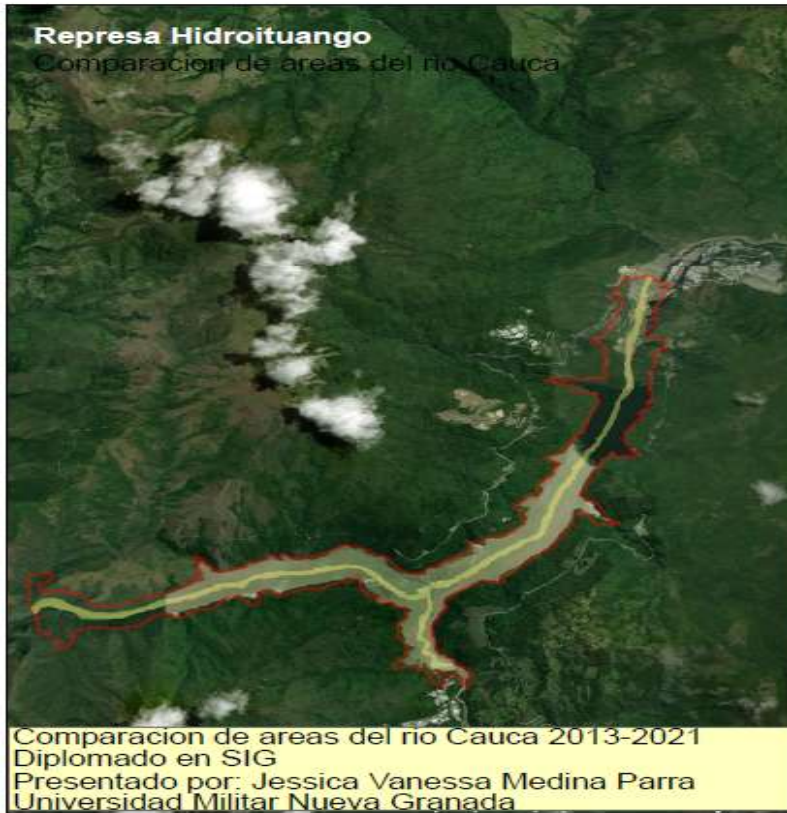 Represa Hidroituango
Comparacion de areas del rio Cauca
Comparacion de areas del rio Cauca 2013-2021
Diplomado en SIG
Presentado por: Jessica Vanessa Medina Parra
Universidad Militar Nueva Granada